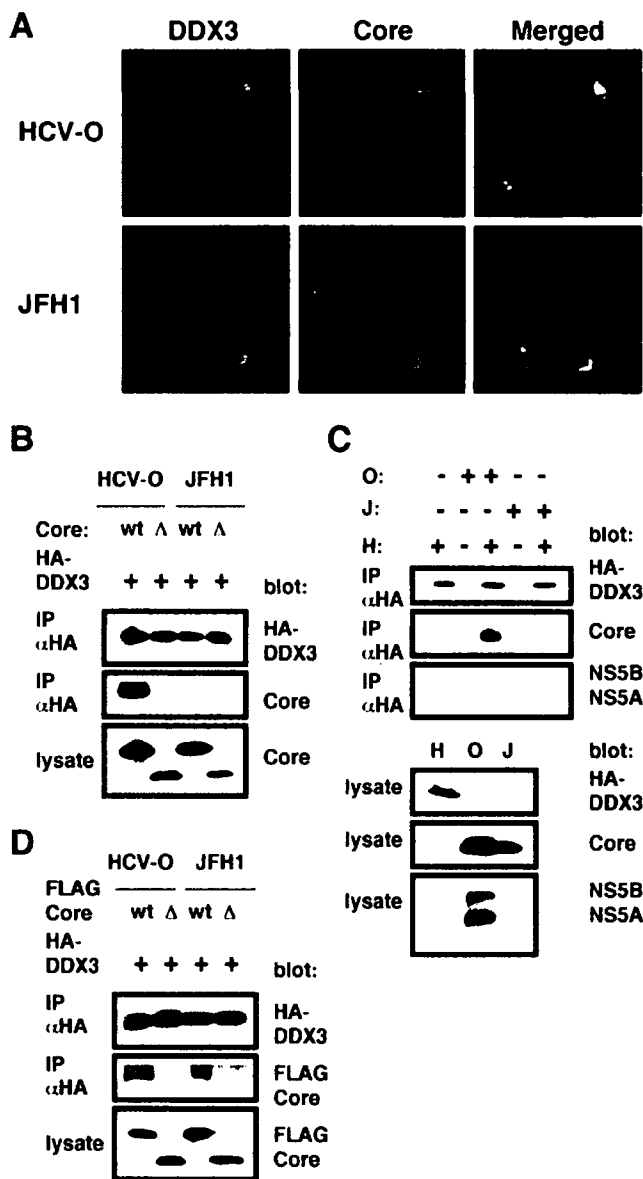 A
DDX3 Core Merged
HCV-O
JFH1
B
HCV-O JFH1
Core: wt Δ wt Δ
HA-
DDX3 + + + + blot:
IP
αHA
HA-
DDX3
IP
αHA
Core
lysate Core
C
O: - + + - -
J: - - - + +
H: + - + - + blot:
IP
αHA
HA-
DDX3
IP
αHA
Core
IP
αHA
NS5B
NS5A
H O J blot:
lysate HA-
DDX3
lysate Core
lysate NS5B
NS5A
D
HCV-O JFH1
FLAG
Core wt Δ wt Δ
HA-
DDX3 + + + + blot:
IP
αHA
HA-
DDX3
IP
αHA
FLAG
Core
lysate FLAG
Core